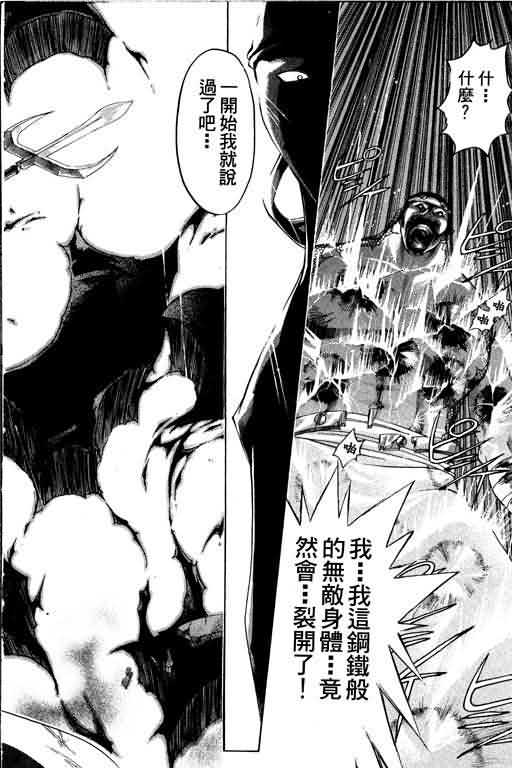 什…
什麼？
我…我這鋼鐵般
的無敵身體…竟
然會…裂開了！
一開始我就說
過了吧…